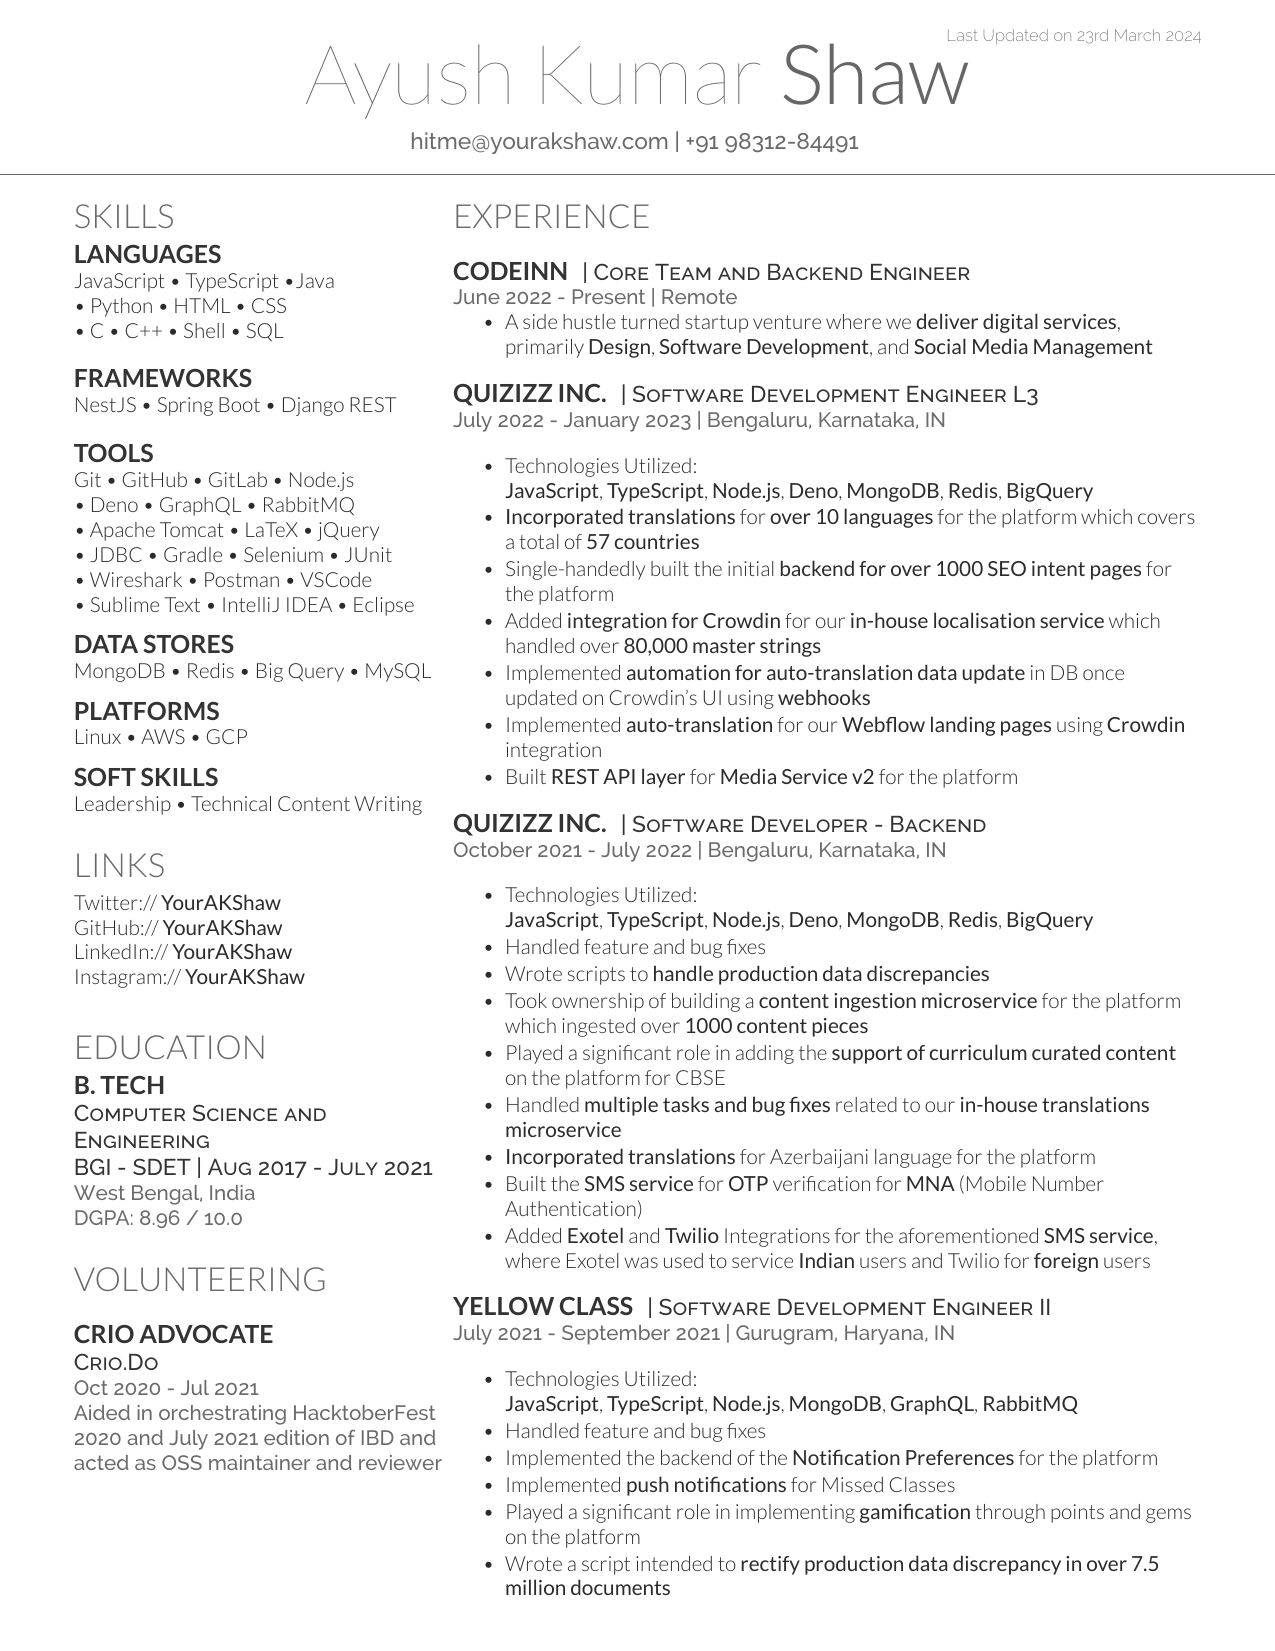 Last Updated on 23rd March 2024
Ayush Kumar Shaw
hitme@yourakshaw.com | +91 98312-84491
SKILLS
LANGUAGES
JavaScript • TypeScript •Java
• Python • HTML • CSS
• C • C++ • Shell • SQL
FRAMEWORKS
NestJS • Spring Boot • Django REST
TOOLS
Git • GitHub • GitLab • Node.js
• Deno • GraphQL • RabbitMQ
• Apache Tomcat • LaTeX • jQuery
• JDBC • Gradle • Selenium • JUnit
• Wireshark • Postman • VSCode
• Sublime Text • IntelliJ IDEA • Eclipse
DATA STORES
MongoDB • Redis • Big Query • MySQL
PLATFORMS
Linux • AWS • GCP
SOFT SKILLS
Leadership • Technical Content Writing
LINKS
Twitter:// YourAKShaw
GitHub:// YourAKShaw
LinkedIn:// YourAKShaw
Instagram:// YourAKShaw
EDUCATION
B. TECH
Computer Science and
Engineering
BGI - SDET | Aug 2017 - July 2021
West Bengal, India
DGPA: 8.96 / 10.0
VOLUNTEERING
CRIO ADVOCATE
Crio.Do
Oct 2020 - Jul 2021
Aided in orchestrating HacktoberFest
2020 and July 2021 edition of IBD and
acted as OSS maintainer and reviewer
EXPERIENCE
CODEINN | Core Team and Backend Engineer
June 2022 - Present | Remote
• A side hustle turned startup venture where we deliver digital services,
primarily Design, Software Development, and Social Media Management
QUIZIZZ INC. | Software Development Engineer L3
July 2022 - January 2023 | Bengaluru, Karnataka, IN
• Technologies Utilized:
JavaScript, TypeScript, Node.js, Deno, MongoDB, Redis, BigQuery
• Incorporated translations for over 10 languages for the platform which covers
a total of 57 countries
• Single-handedly built the initial backend for over 1000 SEO intent pages for
the platform
• Added integration for Crowdin for our in-house localisation service which
handled over 80,000 master strings
• Implemented automation for auto-translation data update in DB once
updated on Crowdin's UI using webhooks
• Implemented auto-translation for our Webflow landing pages using Crowdin
integration
• Built REST API layer for Media Service v2 for the platform
QUIZIZZ INC. | Software Developer - Backend
October 2021 - July 2022 | Bengaluru, Karnataka, IN
• Technologies Utilized:
JavaScript, TypeScript, Node.js, Deno, MongoDB, Redis, BigQuery
• Handled feature and bug fixes
• Wrote scripts to handle production data discrepancies
• Took ownership of building a content ingestion microservice for the platform
which ingested over 1000 content pieces
• Played a significant role in adding the support of curriculum curated content
on the platform for CBSE
• Handled multiple tasks and bug fixes related to our in-house translations
microservice
• Incorporated translations for Azerbaijani language for the platform
• Built the SMS service for OTP verification for MNA (Mobile Number
Authentication)
• Added Exotel and Twilio Integrations for the aforementioned SMS service,
where Exotel was used to service Indian users and Twilio for foreign users
YELLOW CLASS | Software Development Engineer II
July 2021 - September 2021 | Gurugram, Haryana, IN
• Technologies Utilized:
JavaScript, TypeScript, Node.js, MongoDB, GraphQL, RabbitMQ
• Handled feature and bug fixes
• Implemented the backend of the Notification Preferences for the platform
• Implemented push notifications for Missed Classes
• Played a significant role in implementing gamification through points and gems
on the platform
• Wrote a script intended to rectify production data discrepancy in over 7.5
million documents